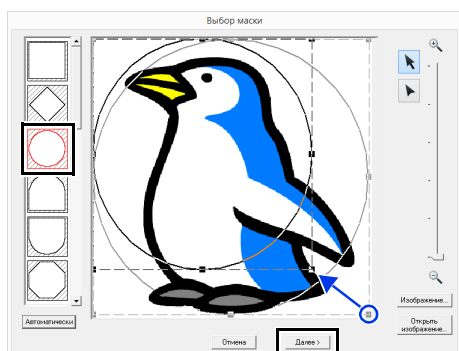 Выбор маски
Изображение...
Автоматически
Открыть
изображение...
Отмена
Далее >